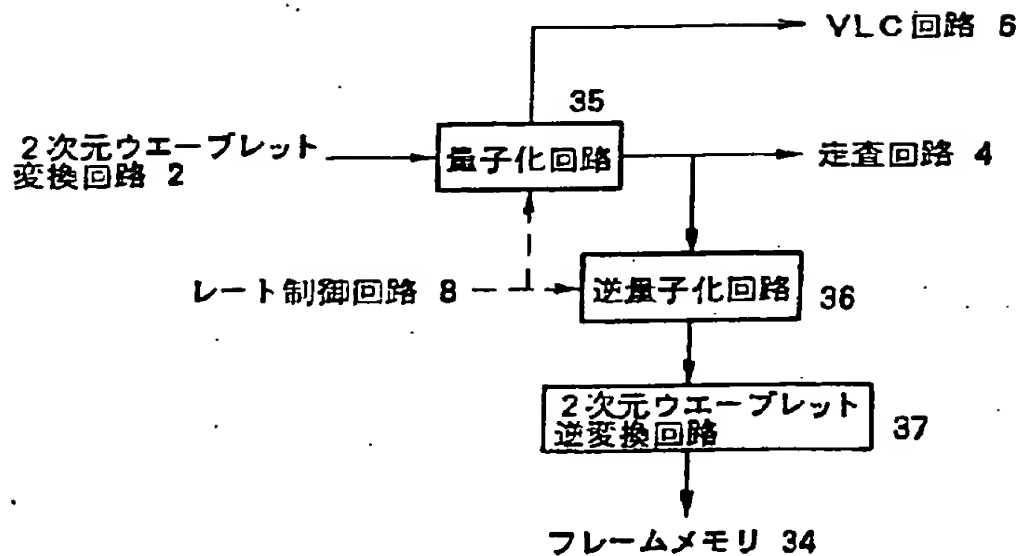 VLC回路 6
35
2次元ウエーブレット
変換回路 2
量子化回路
走査回路 4
レート制御回路 8
逆量子化回路
36
2次元ウエーブレット
逆変換回路
37
フレームメモリ 34